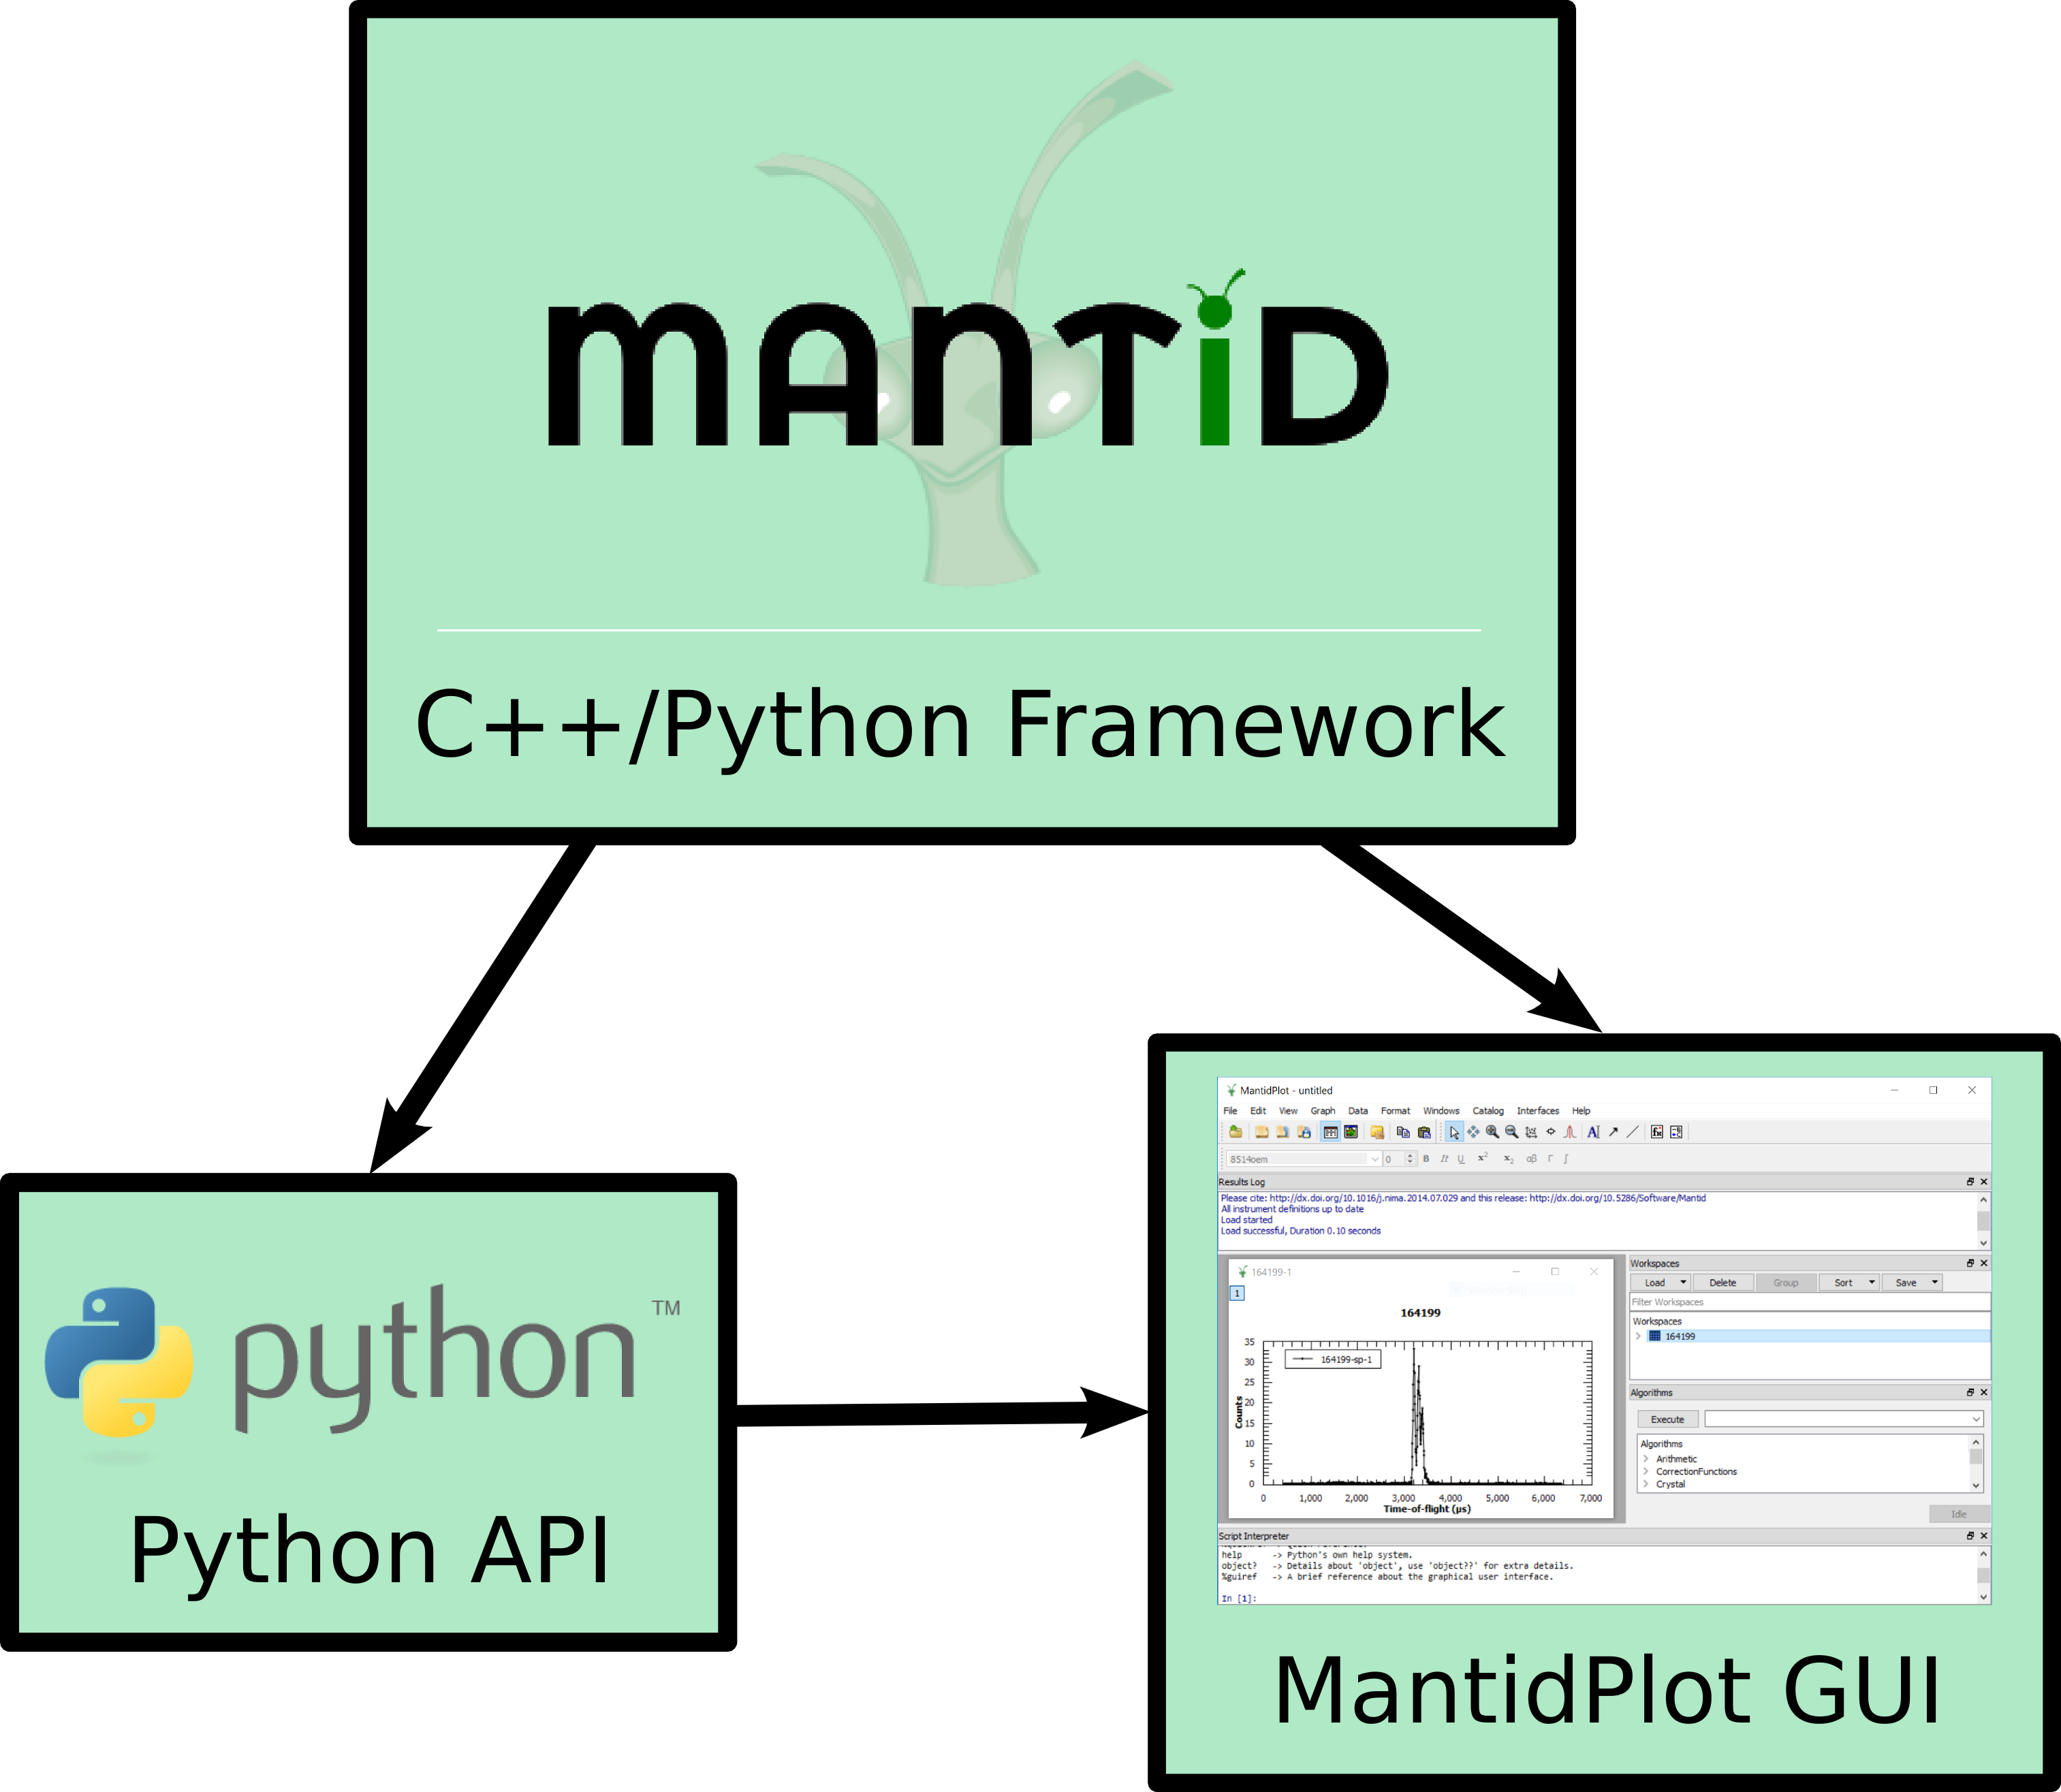 MANTiD
C++/Python Framework
python TM
Python API
MantidPlot - untitled
File Edit View Graph Data Format Windows Catalog Interfaces Help
8514oem 0 B It U x² x₂ αβ Γ ∫
Results Log
Please cite: http://dx.doi.org/10.1016/j.nima.2014.07.029 and this release: http://dx.doi.org/10.5286/Software/Mantid
All instrument definitions up to date
Load started
Load successful, Duration 0.10 seconds
164199-1
1
164199
164199-sp-1
35
30
25
20
15
10
5
0
Counts
0 1,000 2,000 3,000 4,000 5,000 6,000 7,000
Time-of-flight (µs)
Workspaces
Load Delete Group Sort Save
Filter Workspaces
Workspaces
164199
Algorithms
Execute
Algorithms
Arithmetic
CorrectionFunctions
Crystal
Idle
Script Interpreter
help -> Python's own help system.
object? -> Details about 'object', use 'object??' for extra details.
%guiref -> A brief reference about the graphical user interface.
In [1]:
MantidPlot GUI